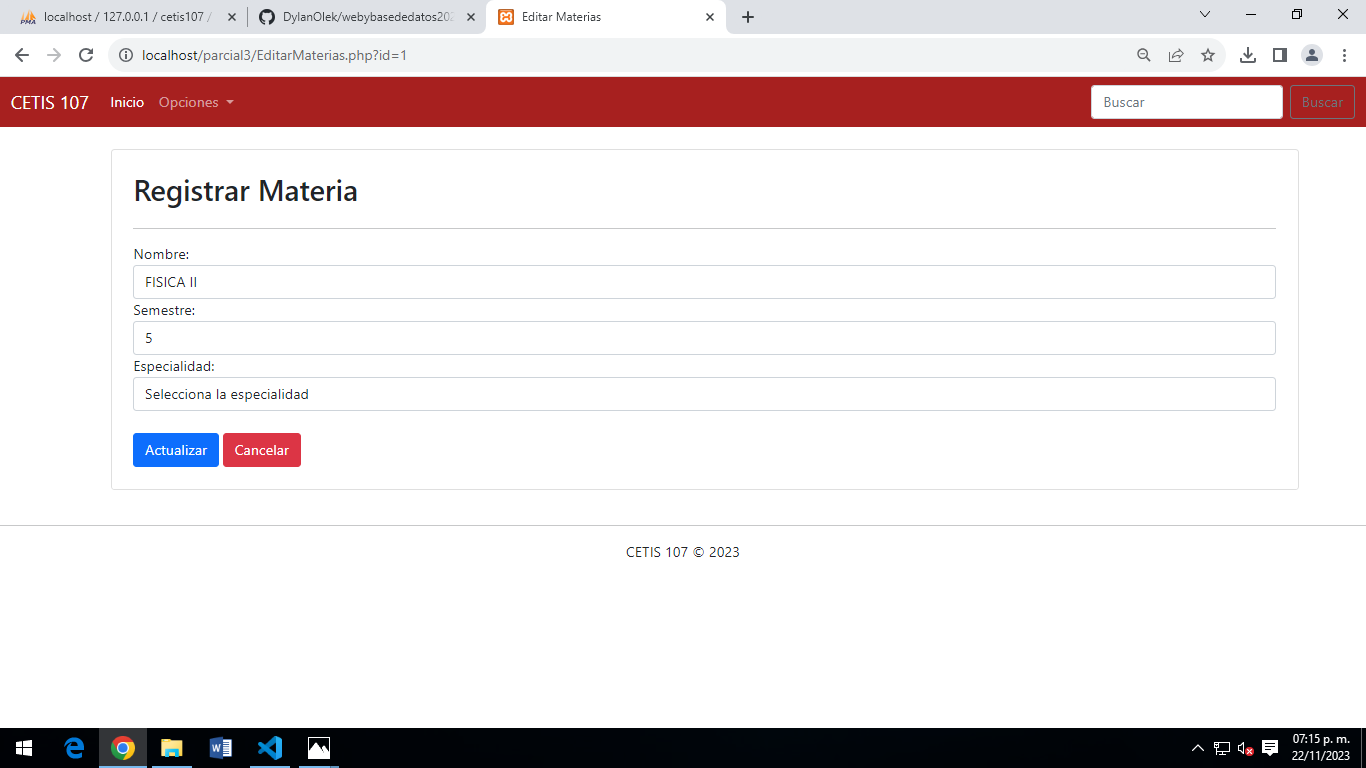 localhost / 127.0.0.1 / cetis107 /
DylanOlek/webybasededatos202
Editar Materias
localhost/parcial3/EditarMaterias.php?id=1
CETIS 107 Inicio Opciones Buscar Buscar
Registrar Materia
Nombre:
FISICA II
Semestre:
5
Especialidad:
Selecciona la especialidad
Actualizar Cancelar
CETIS 107 © 2023
07:15 p. m.
22/11/2023